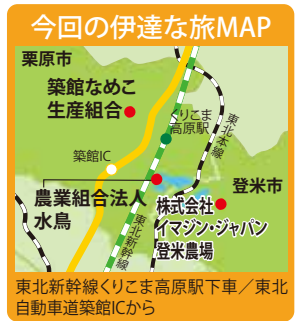 今回の伊達な旅MAP
栗原市
築館なめこ
生産組合
くりこま
高原駅
東北本線
築館IC
農業組合法人
水鳥
登米市
株式会社
イマジン・ジャパン
登米農場
東北新幹線
東北新幹線くりこま高原駅下車／東北
自動車道築館ICから